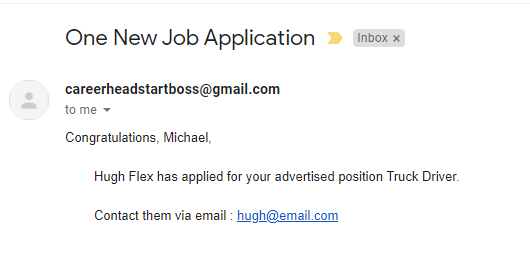 One New Job Application
Inbox x
careerheadstartboss@gmail.com
to me
Congratulations, Michael,
Hugh Flex has applied for your advertised position Truck Driver.
Contact them via email : hugh@email.com